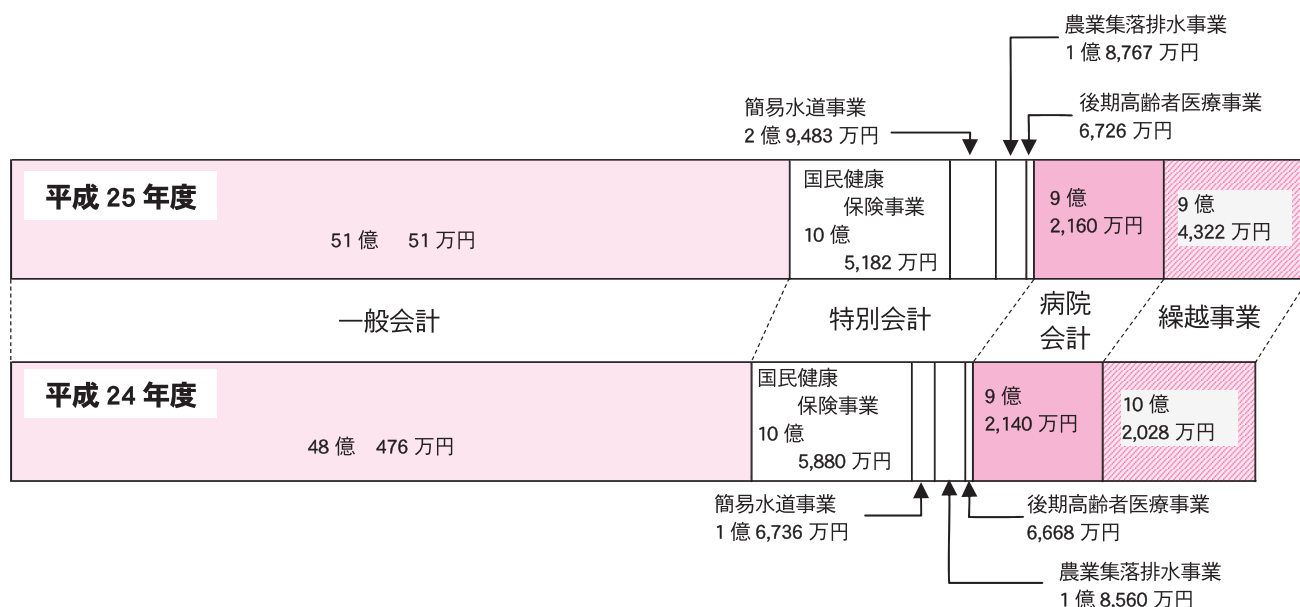 農業集落排水事業
1 億 8,767 万円
簡易水道事業
2 億 9,483 万円
後期高齢者医療事業
6,726 万円
平成 25 年度
51 億　51 万円
国民健康
保険事業
10 億
5,182 万円
9 億
2,160 万円
9 億
4,322 万円
一般会計
特別会計
病院
会計
繰越事業
平成 24 年度
48 億　476 万円
国民健康
保険事業
10 億
5,880 万円
9 億
2,140 万円
10 億
2,028 万円
簡易水道事業
1 億 6,736 万円
後期高齢者医療事業
6,668 万円
農業集落排水事業
1 億 8,560 万円